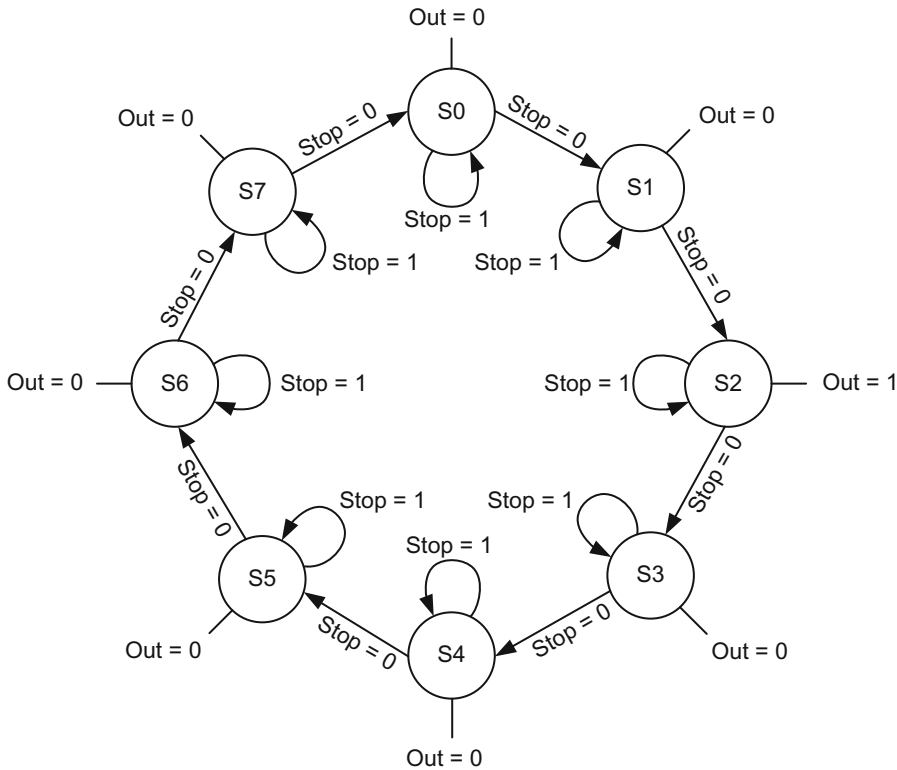 Out = 0
S0
Stop = 0
Stop = 0
Out = 0
Out = 0
S7
S1
Stop = 1
Stop = 1
Stop = 1
Stop = 0
Stop = 0
Out = 0
S6
Stop = 1
Stop = 1
S2
Out = 1
Stop = 0
Stop = 0
Stop = 1
Stop = 1
Stop = 1
S5
S3
Stop = 0
Stop = 0
Out = 0
S4
Out = 0
Out = 0